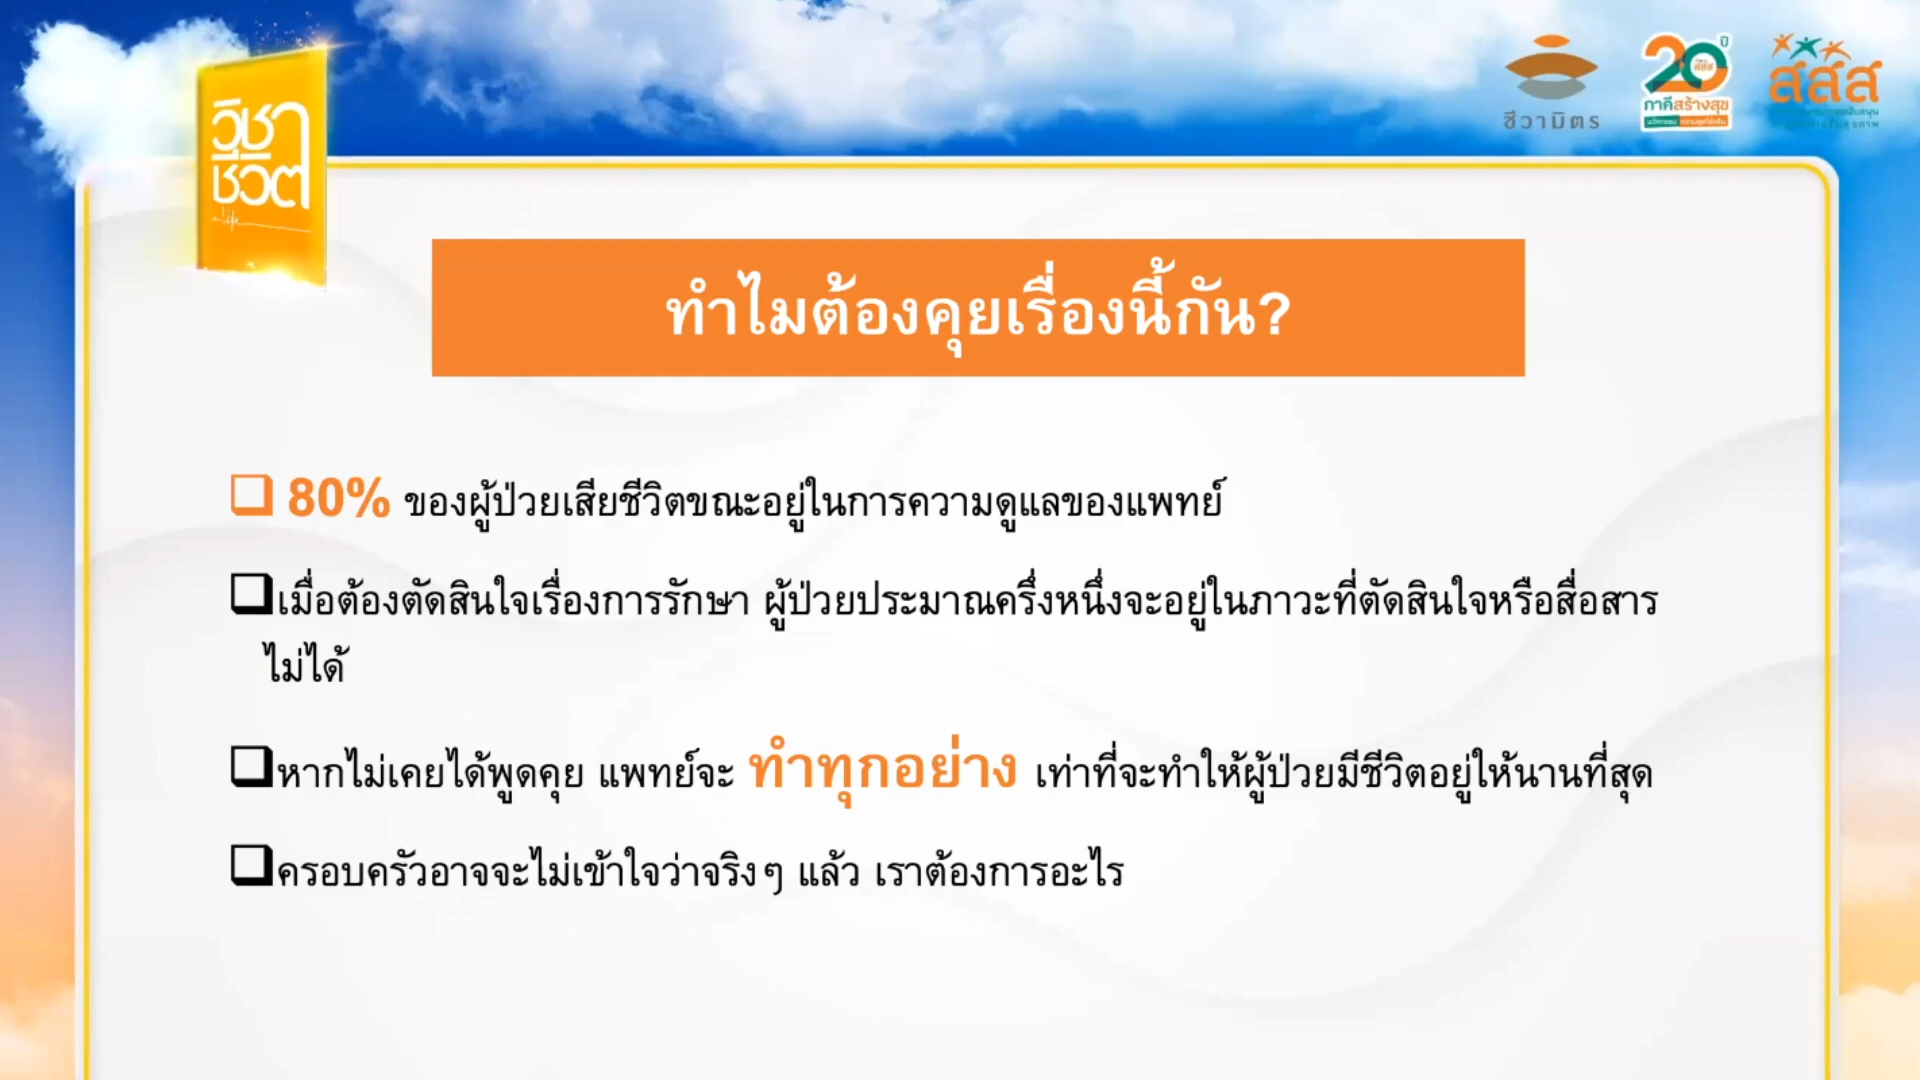 วิชา
ชีวิต
Life
ชีวามิตร
20 ปี
สสส
ภาคีสร้างสุข
สสส
ทำไมต้องคุยเรื่องนี้กัน?
80% ของผู้ป่วยเสียชีวิตขณะอยู่ในการความดูแลของแพทย์
เมื่อต้องตัดสินใจเรื่องการรักษา ผู้ป่วยประมาณครึ่งหนึ่งจะอยู่ในภาวะที่ตัดสินใจหรือสื่อสาร
ไม่ได้
หากไม่เคยได้พูดคุย แพทย์จะ ทำทุกอย่าง เท่าที่จะทำให้ผู้ป่วยมีชีวิตอยู่ให้นานที่สุด
ครอบครัวอาจจะไม่เข้าใจว่าจริงๆ แล้ว เราต้องการอะไร